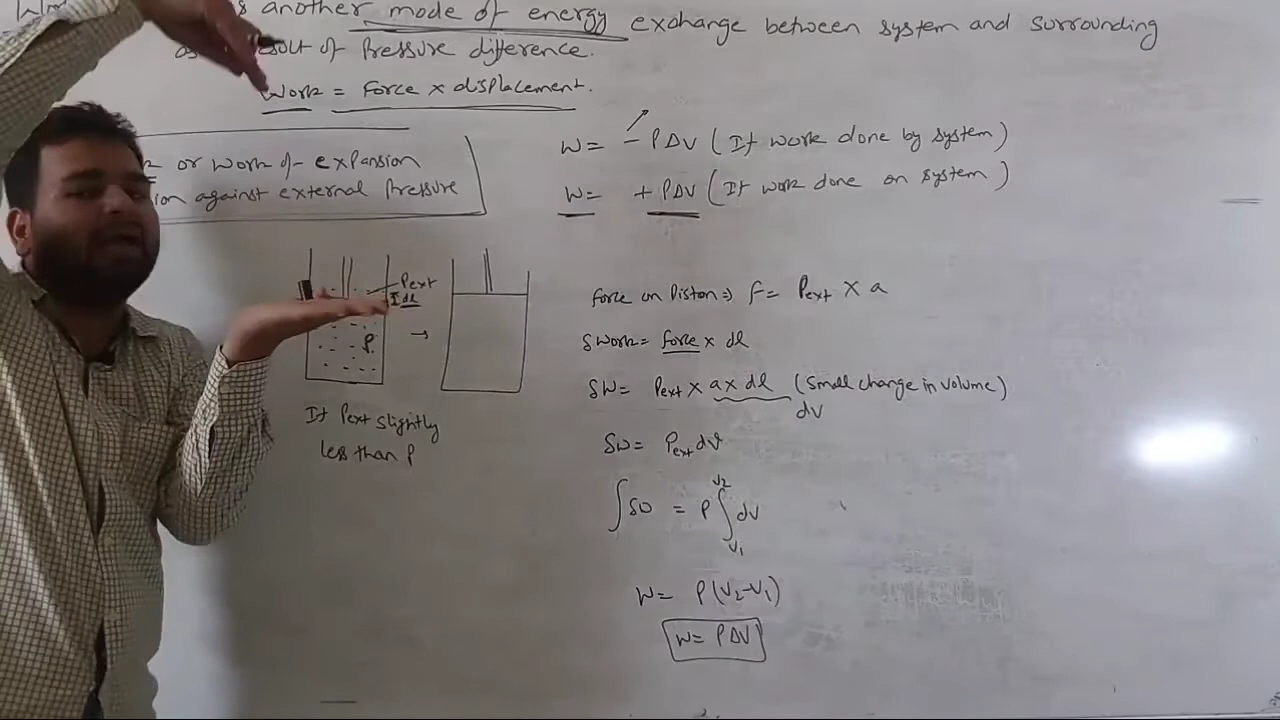 another mode of energy exchange between system and surrounding
of Pressure difference.
Work = Force × displacement.
or work of expansion
against external Pressure
W = - PΔV (If work done by system)
W = + PΔV (If work done on system)
Pext
dl
P
→
If Pext slightly
less than P
Force on Piston ⇒ F = Pext × a
δWork = force × dl
δW = Pext × a × dl (Small change in volume)
dV
δW = Pext dV
∫δω = P∫dV
V2
V1
W = P(V2-V1)
W = PΔV